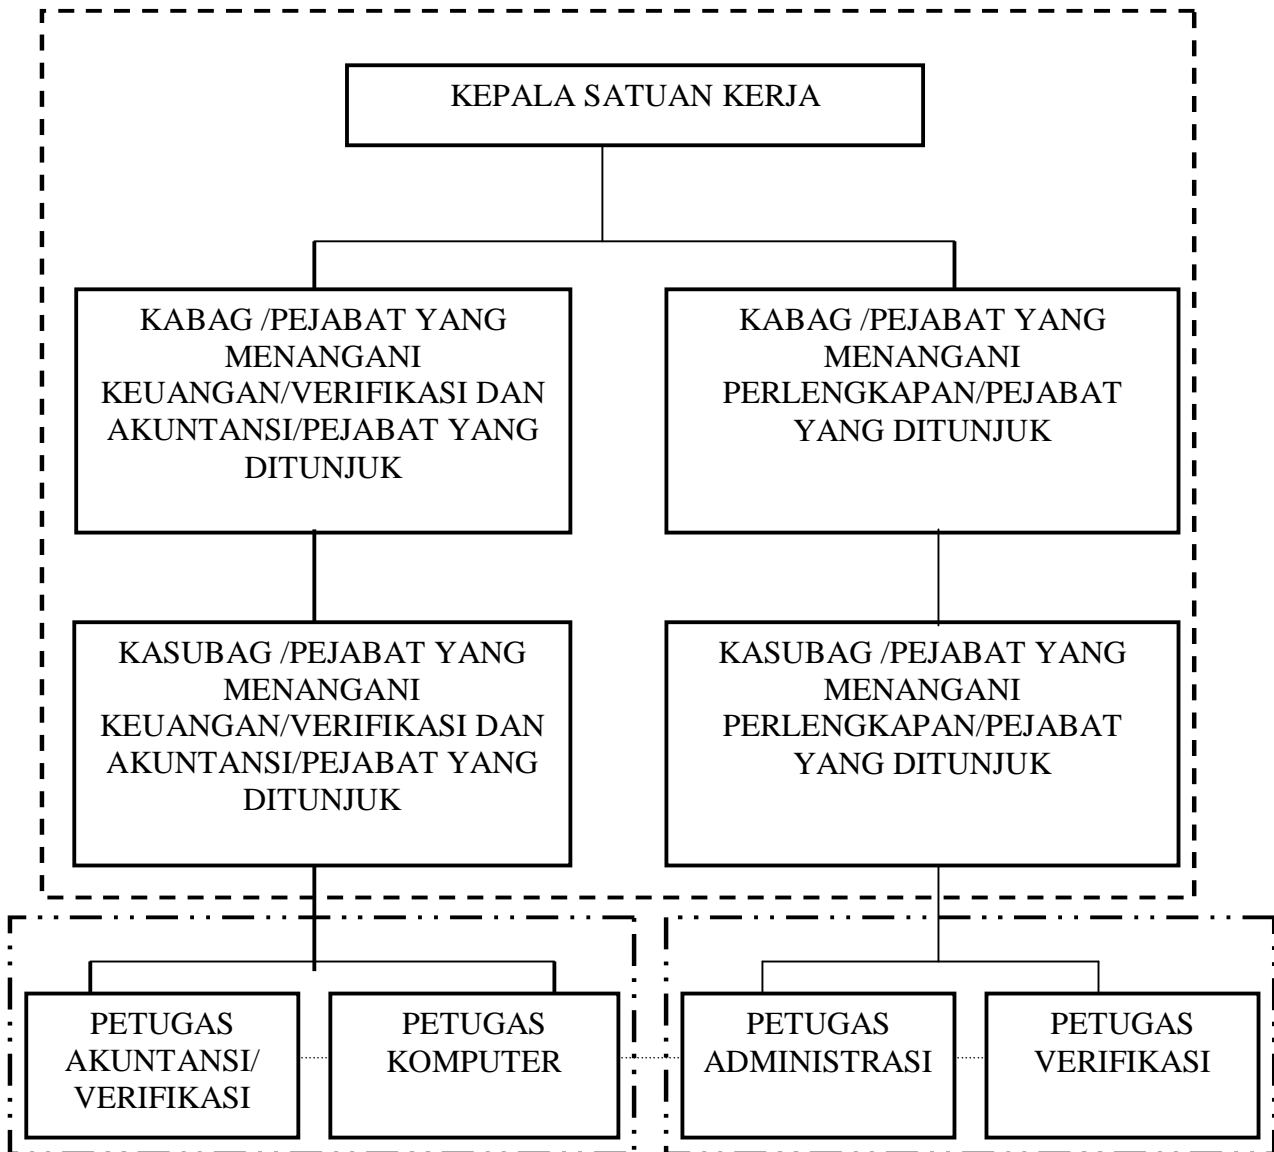 KEPALA SATUAN KERJA
KABAG /PEJABAT YANG
MENANGANI
KEUANGAN/VERIFIKASI DAN
AKUNTANSI/PEJABAT YANG
DITUNJUK
KABAG /PEJABAT YANG
MENANGANI
PERLENGKAPAN/PEJABAT
YANG DITUNJUK
KASUBAG /PEJABAT YANG
MENANGANI
KEUANGAN/VERIFIKASI DAN
AKUNTANSI/PEJABAT YANG
DITUNJUK
KASUBAG /PEJABAT YANG
MENANGANI
PERLENGKAPAN/PEJABAT
YANG DITUNJUK
PETUGAS
AKUNTANSI/
VERIFIKASI
PETUGAS
KOMPUTER
PETUGAS
ADMINISTRASI
PETUGAS
VERIFIKASI